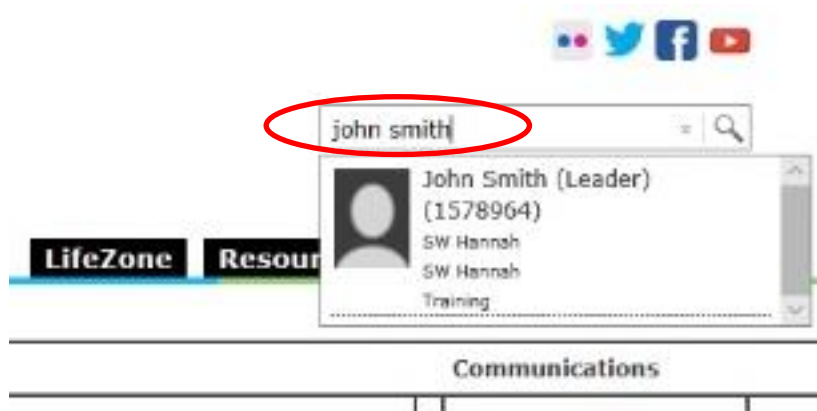 john smith
John Smith (Leader)
(1578964)
SW Hannah
SW Hannah
Training
LifeZone Resour
Communications